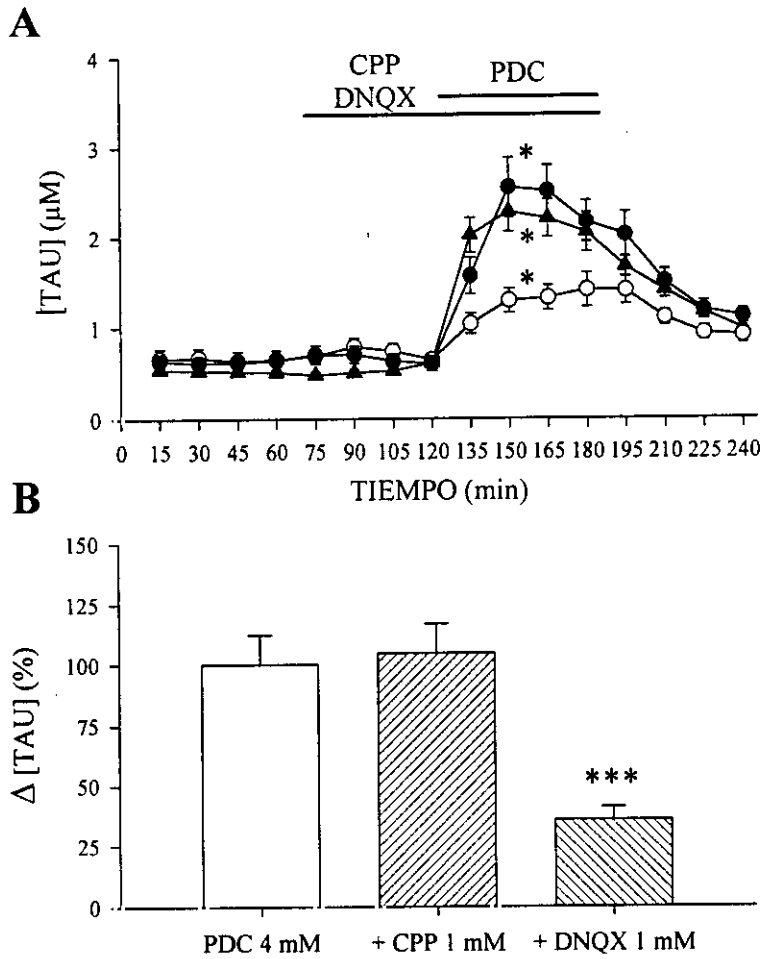 A
4
3
2
1
0
[TAU] (µM)
CPP
DNQX
PDC
*
*
*
0 15 30 45 60 75 90 105 120 135 150 165 180 195 210 225 240
TIEMPO (min)
B
150
125
100
75
50
25
0
Δ [TAU] (%)
***
PDC 4 mM + CPP 1 mM + DNQX 1 mM